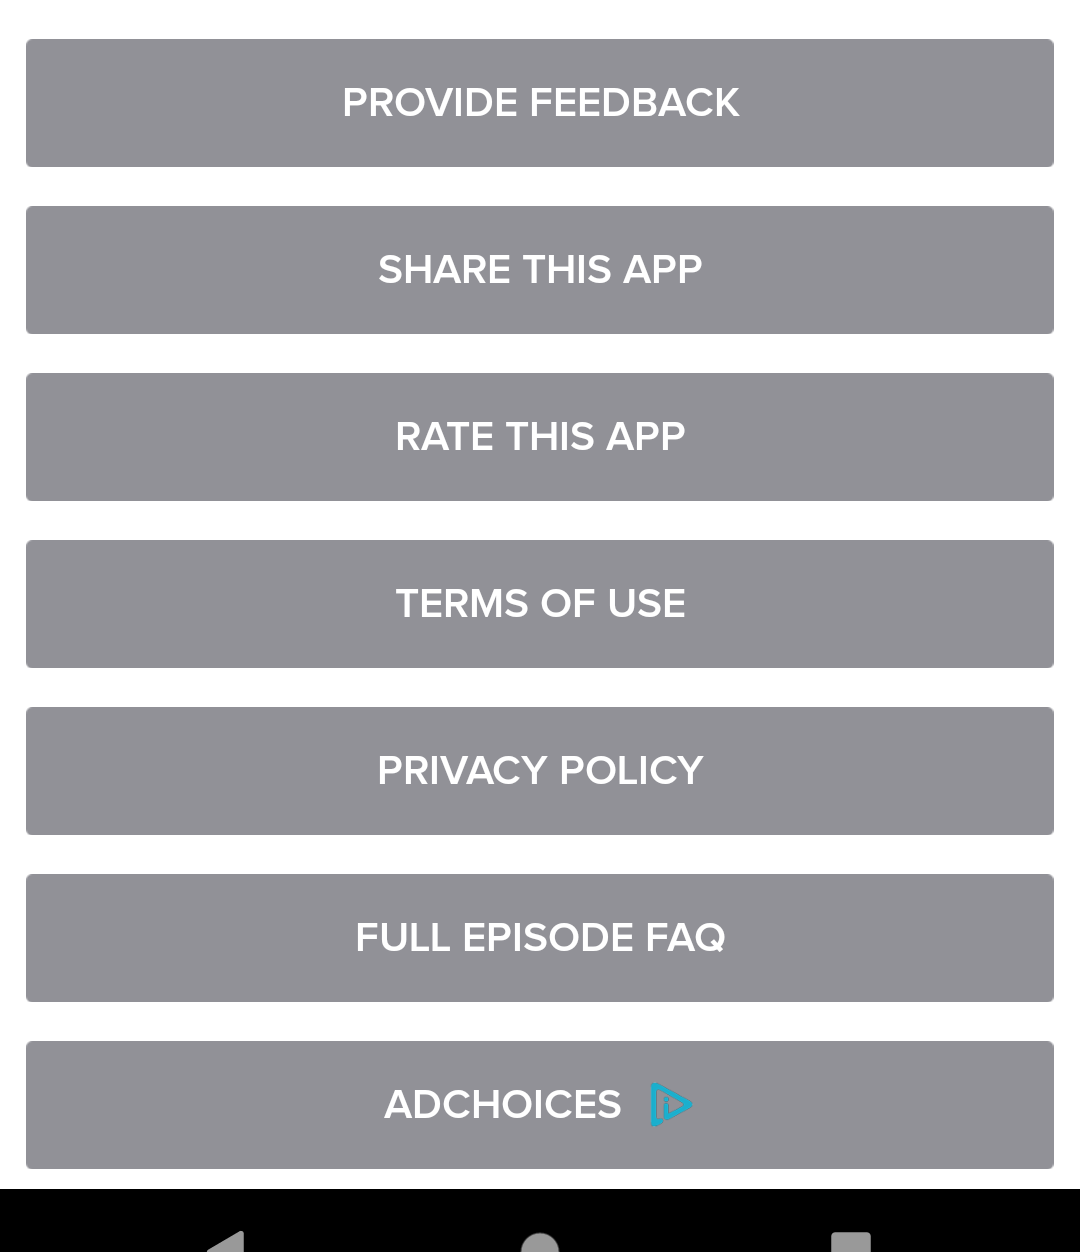 PROVIDE FEEDBACK
SHARE THIS APP
RATE THIS APP
TERMS OF USE
PRIVACY POLICY
FULL EPISODE FAQ
ADCHOICES